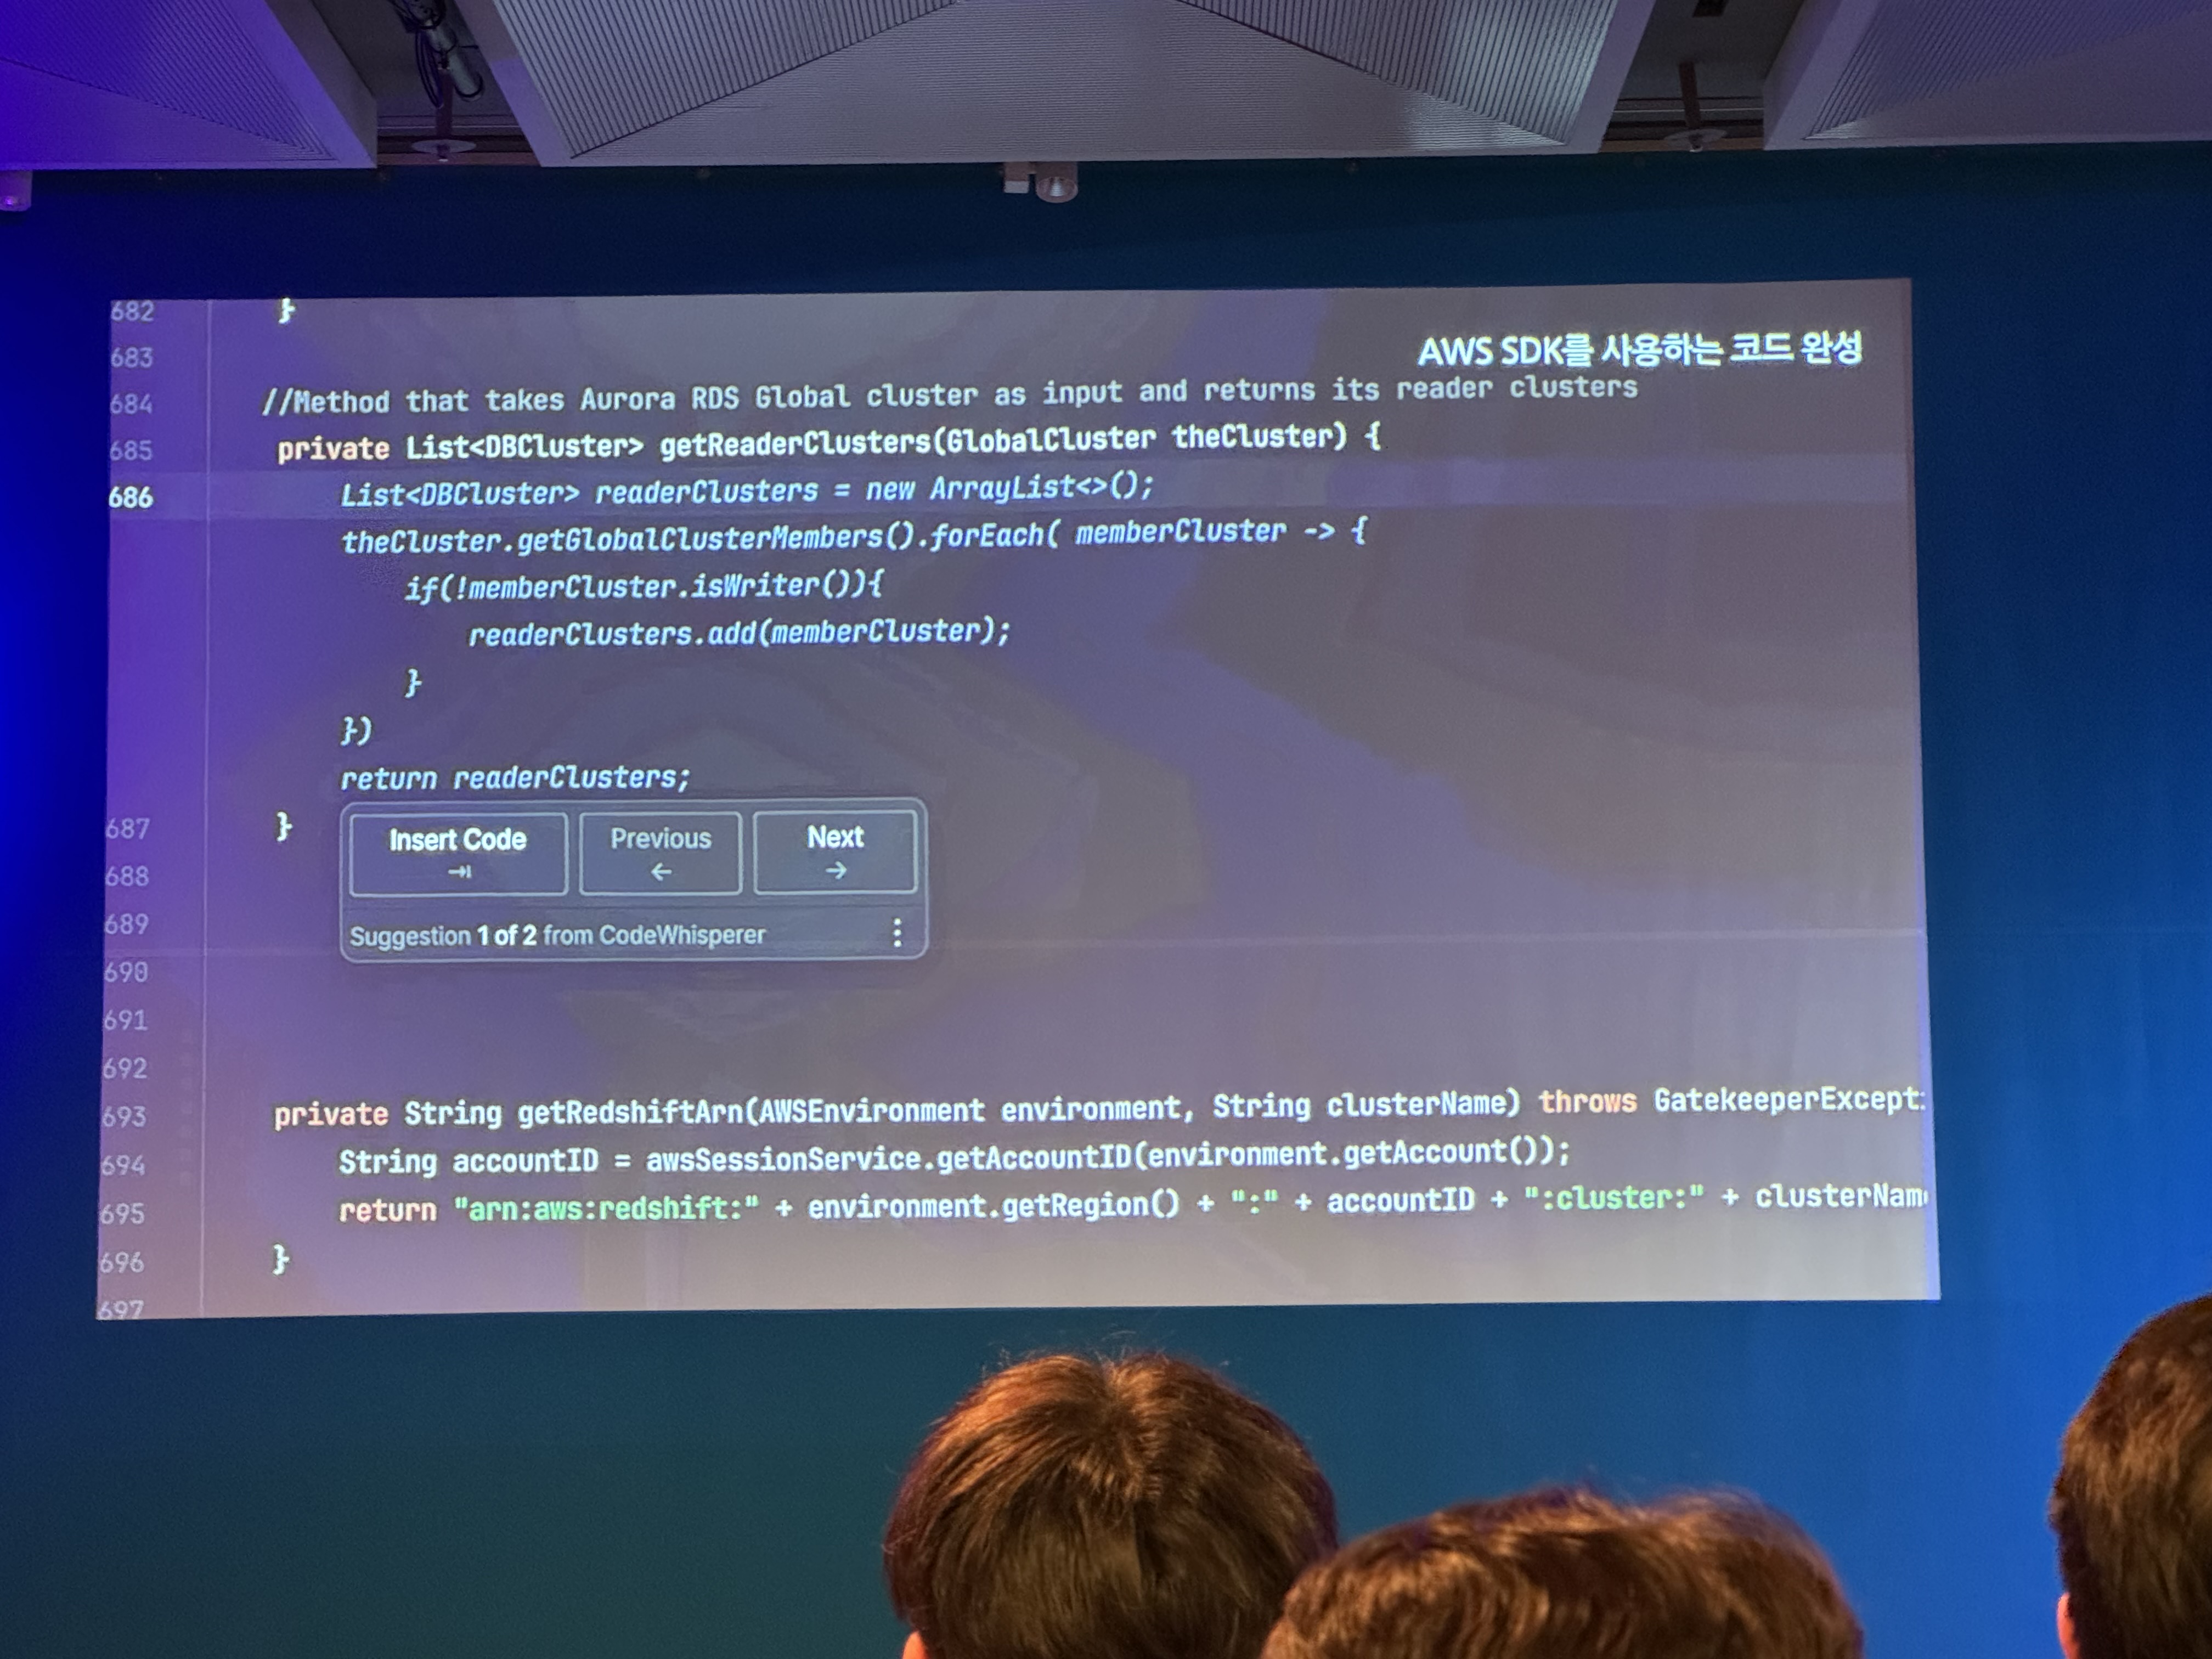 682 }
683
AWS SDK를 사용하는 코드 완성
684 //Method that takes Aurora RDS Global cluster as input and returns its reader clusters
685 private List<DBCluster> getReaderClusters(GlobalCluster theCluster) {
686 List<DBCluster> readerClusters = new ArrayList<>();
theCluster.getGlobalClusterMembers().forEach( memberCluster -> {
if(!memberCluster.isWriter()){
readerClusters.add(memberCluster);
}
})
return readerClusters;
687 }
Insert Code Previous Next
→ ← →
688
Suggestion 1 of 2 from CodeWhisperer
689
690
691
692
693 private String getRedshiftArn(AWSEnvironment environment, String clusterName) throws GatekeeperExcept
694 String accountID = awsSessionService.getAccountID(environment.getAccount());
695 return "arn:aws:redshift:" + environment.getRegion() + ":" + accountID + ":cluster:" + clusterNam
696 }
697